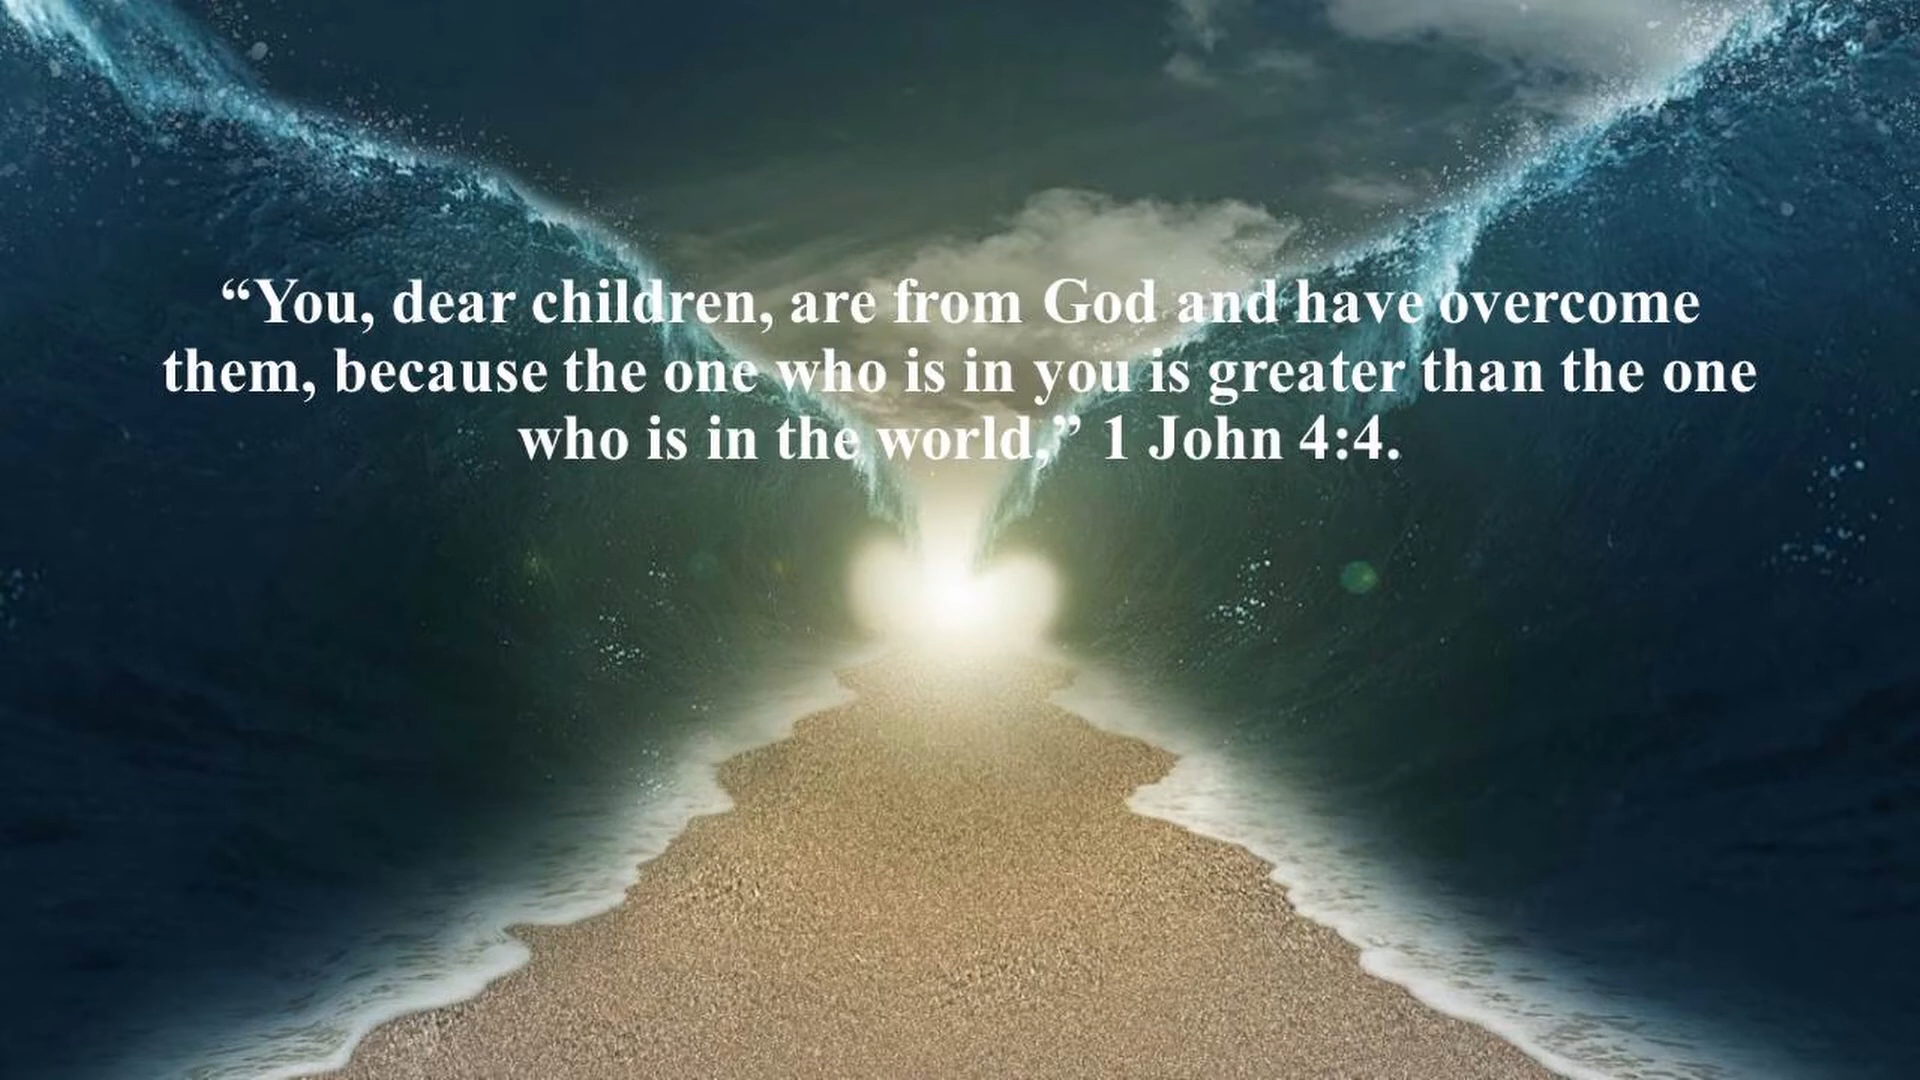 “You, dear children, are from God and have overcome
them, because the one who is in you is greater than the one
who is in the world.” 1 John 4:4.